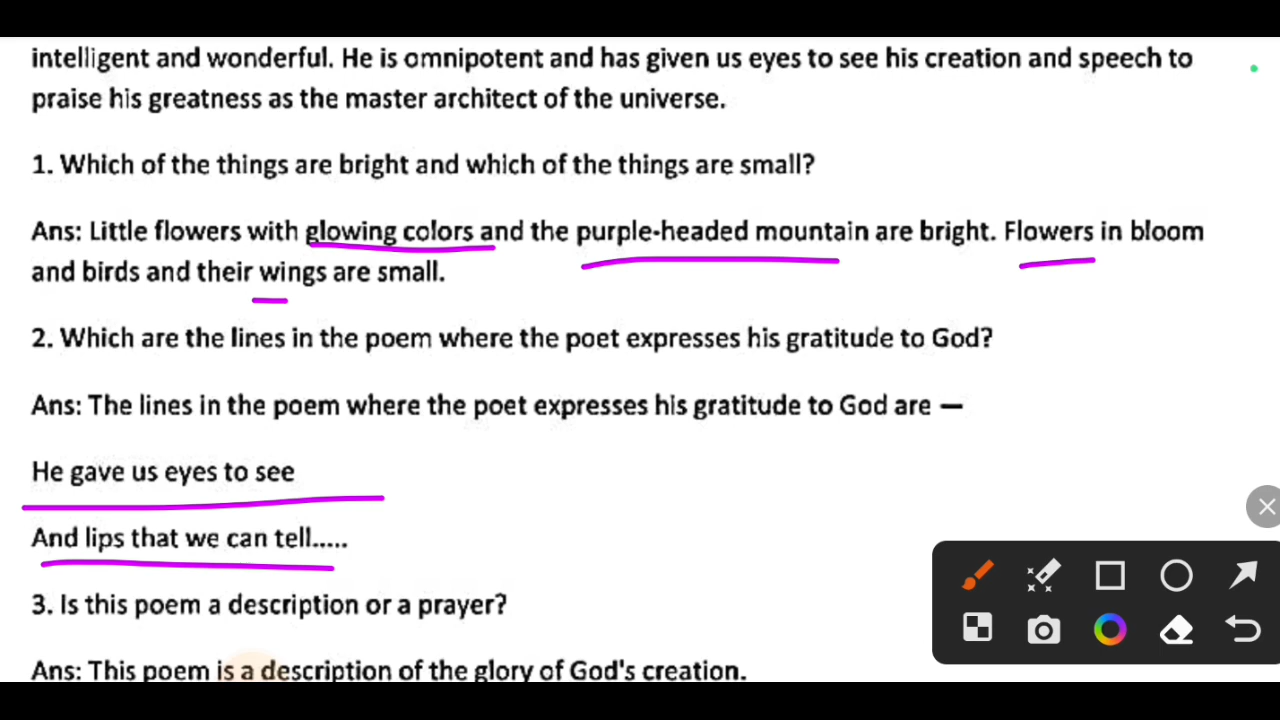 intelligent and wonderful. He is omnipotent and has given us eyes to see his creation and speech to
praise his greatness as the master architect of the universe.
1. Which of the things are bright and which of the things are small?
Ans: Little flowers with glowing colors and the purple-headed mountain are bright. Flowers in bloom
and birds and their wings are small.
2. Which are the lines in the poem where the poet expresses his gratitude to God?
Ans: The lines in the poem where the poet expresses his gratitude to God are —
He gave us eyes to see
And lips that we can tell.....
3. Is this poem a description or a prayer?
Ans: This poem is a description of the glory of God's creation.